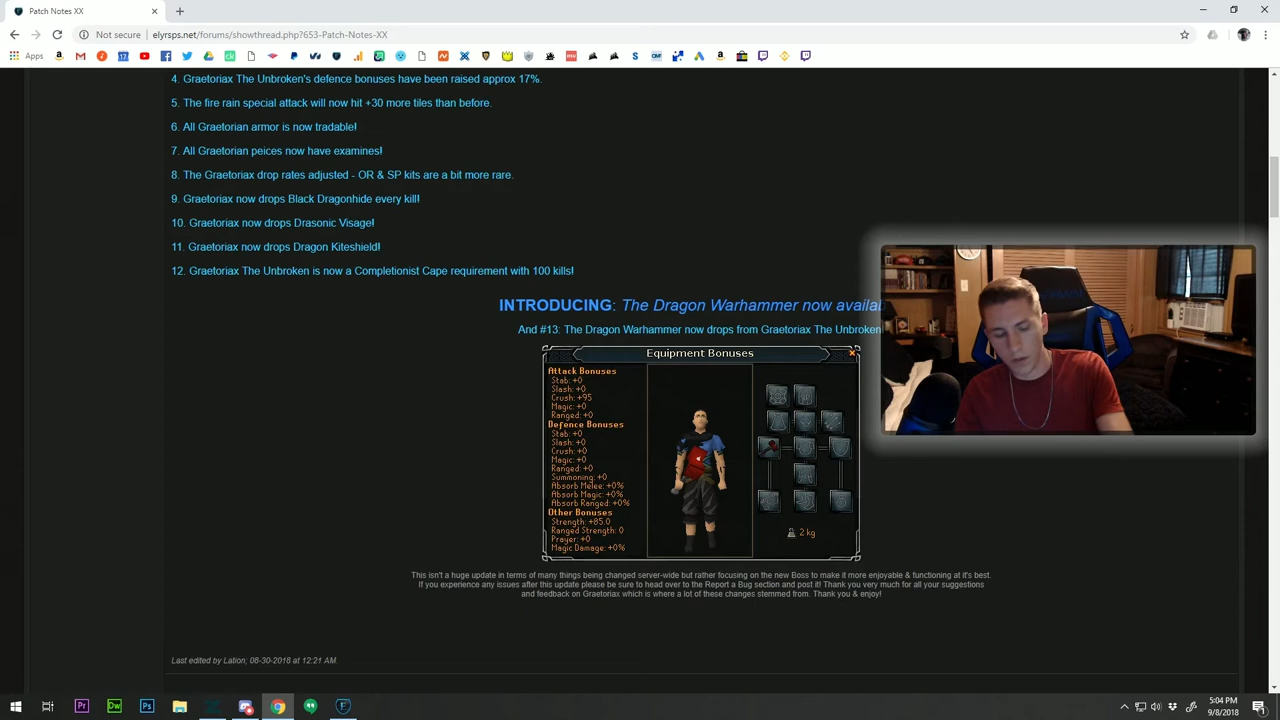 Patch Notes XX
Not secure
elyrsps.net/forums/showthread.php?653-Patch-Notes-XX
Apps
4. Graetoriax The Unbroken's defence bonuses have been raised approx 17%.
5. The fire rain special attack will now hit +30 more tiles than before.
6. All Graetorian armor is now tradable!
7. All Graetorian peices now have examines!
8. The Graetoriax drop rates adjusted - OR & SP kits are a bit more rare.
9. Graetoriax now drops Black Dragonhide every kill!
10. Graetoriax now drops Drasonic Visage!
11. Graetoriax now drops Dragon Kiteshield!
12. Graetoriax The Unbroken is now a Completionist Cape requirement with 100 kills!
INTRODUCING: The Dragon Warhammer now availab
And #13: The Dragon Warhammer now drops from Graetoriax The Unbroken
Equipment Bonuses
Attack Bonuses
Stab: +0
Slash: +0
Crush: +95
Magic: +0
Ranged: +0
Defence Bonuses
Stab: +0
Slash: +0
Crush: +0
Magic: +0
Ranged: +0
Summoning: +0
Absorb Melee: +0%
Absorb Magic: +0%
Absorb Ranged: +0%
Other Bonuses
Strength: +85.0
Ranged Strength: 0
Prayer: +0
Magic Damage: +0%
2 kg
This isn't a huge update in terms of many things being changed server-wide but rather focusing on the new Boss to make it more enjoyable & functioning at it's best.
If you experience any issues after this update please be sure to head over to the Report a Bug section and post it! Thank you very much for all your suggestions
and feedback on Graetoriax which is where a lot of these changes stemmed from. Thank you & enjoy!
Last edited by Lation; 08-30-2018 at 12:21 AM.
5:04 PM
9/8/2018